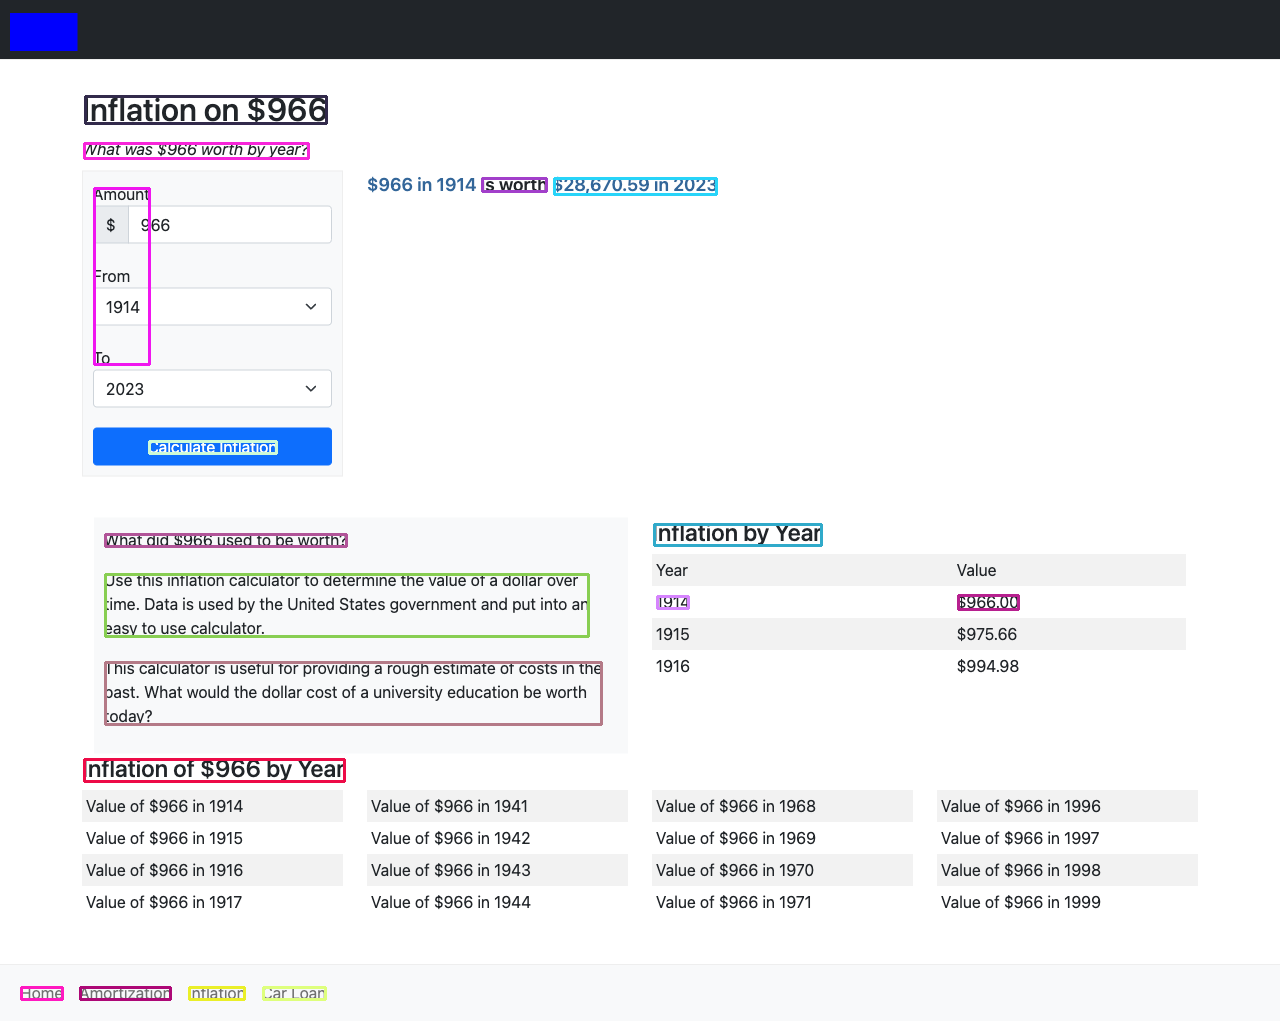 Inflation on $966
What was $966 worth by year?
Amount
$ 966
From
1914
To
2023
Calculate Inflation
$966 in 1914 is worth $28,670.59 in 2023
What did $966 used to be worth?
Use this inflation calculator to determine the value of a dollar over
time. Data is used by the United States government and put into an
easy to use calculator.
This calculator is useful for providing a rough estimate of costs in the
past. What would the dollar cost of a university education be worth
today?
Inflation by Year
Year Value
1914 $966.00
1915 $975.66
1916 $994.98
Inflation of $966 by Year
Value of $966 in 1914 Value of $966 in 1941 Value of $966 in 1968 Value of $966 in 1996
Value of $966 in 1915 Value of $966 in 1942 Value of $966 in 1969 Value of $966 in 1997
Value of $966 in 1916 Value of $966 in 1943 Value of $966 in 1970 Value of $966 in 1998
Value of $966 in 1917 Value of $966 in 1944 Value of $966 in 1971 Value of $966 in 1999
Home Amortization Inflation Car Loan